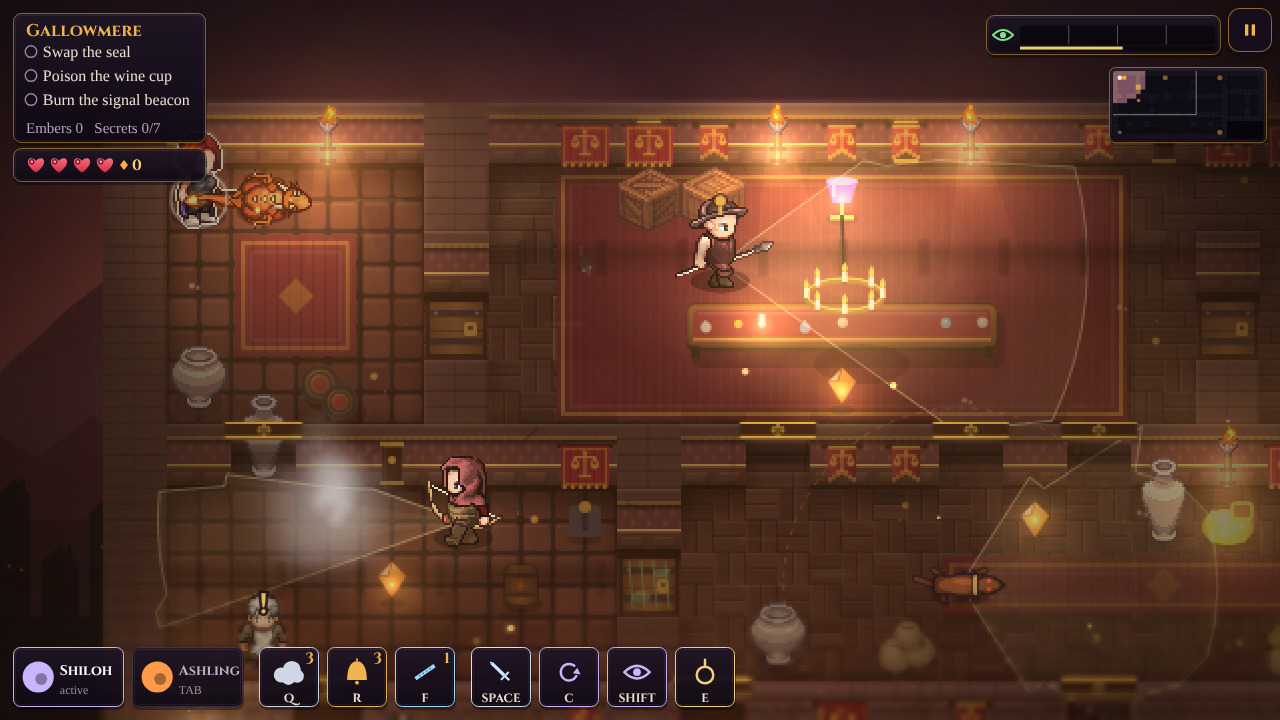 GALLOWMERE
Swap the seal
Poison the wine cup
Burn the signal beacon
Embers 0 Secrets 0/7
0
SHILOH
active
ASHLING
TAB
3
Q
3
R
1
F
SPACE
C
SHIFT
E